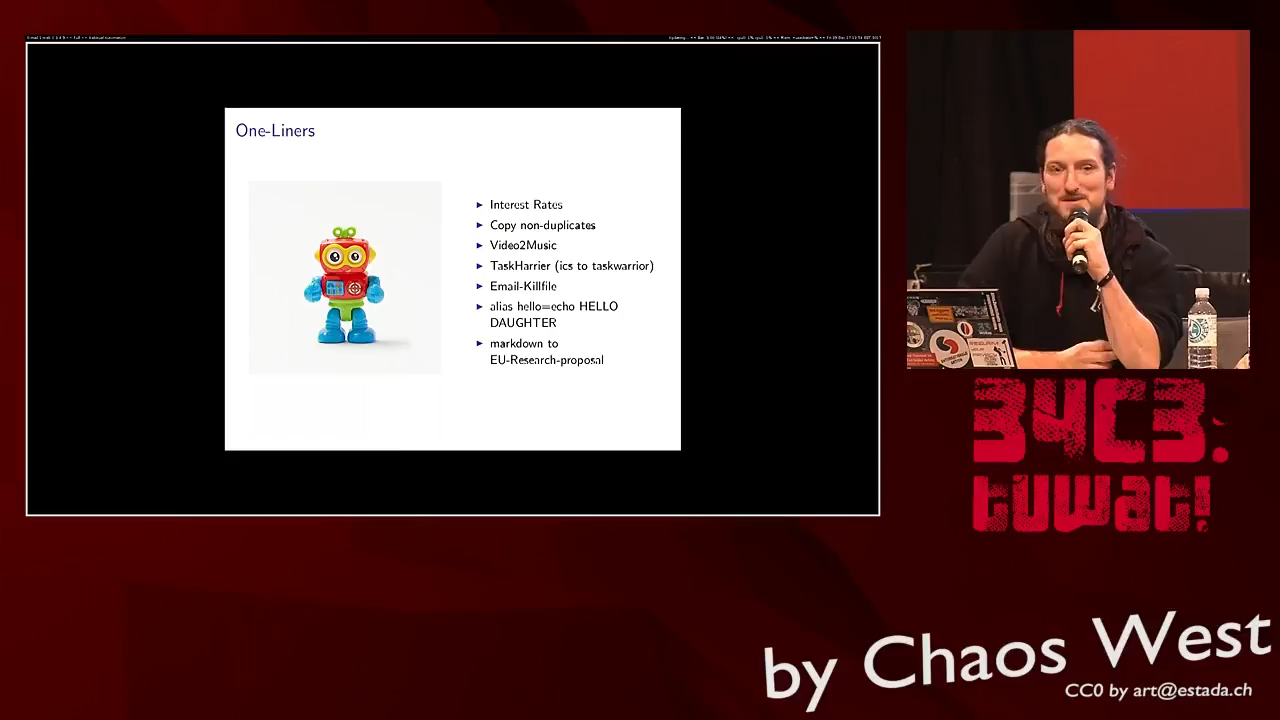 One-Liners
Interest Rates
Copy non-duplicates
Video2Music
TaskHarrier (ics to taskwarrior)
Email-Killfile
alias hello=echo HELLO
DAUGHTER
markdown to
EU-Research-proposal
34C3.
tuwat!
by Chaos West
CC0 by art@estada.ch